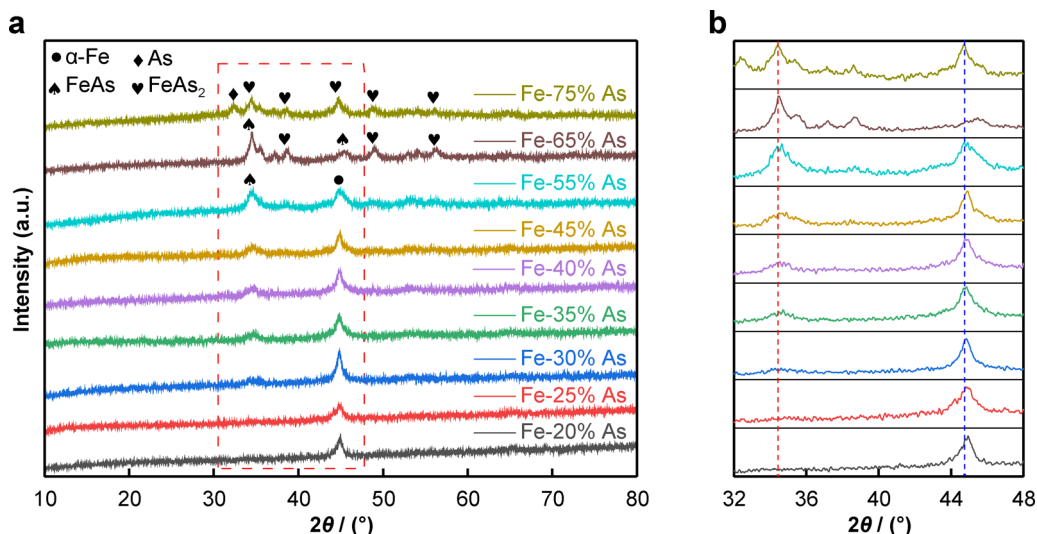 a
α-Fe As
FeAs FeAs₂
Fe-75% As
Fe-65% As
Fe-55% As
Fe-45% As
Fe-40% As
Fe-35% As
Fe-30% As
Fe-25% As
Fe-20% As
Intensity (a.u.)
10 20 30 40 50 60 70 80
2θ / (°)
b
32 36 40 44 48
2θ / (°)